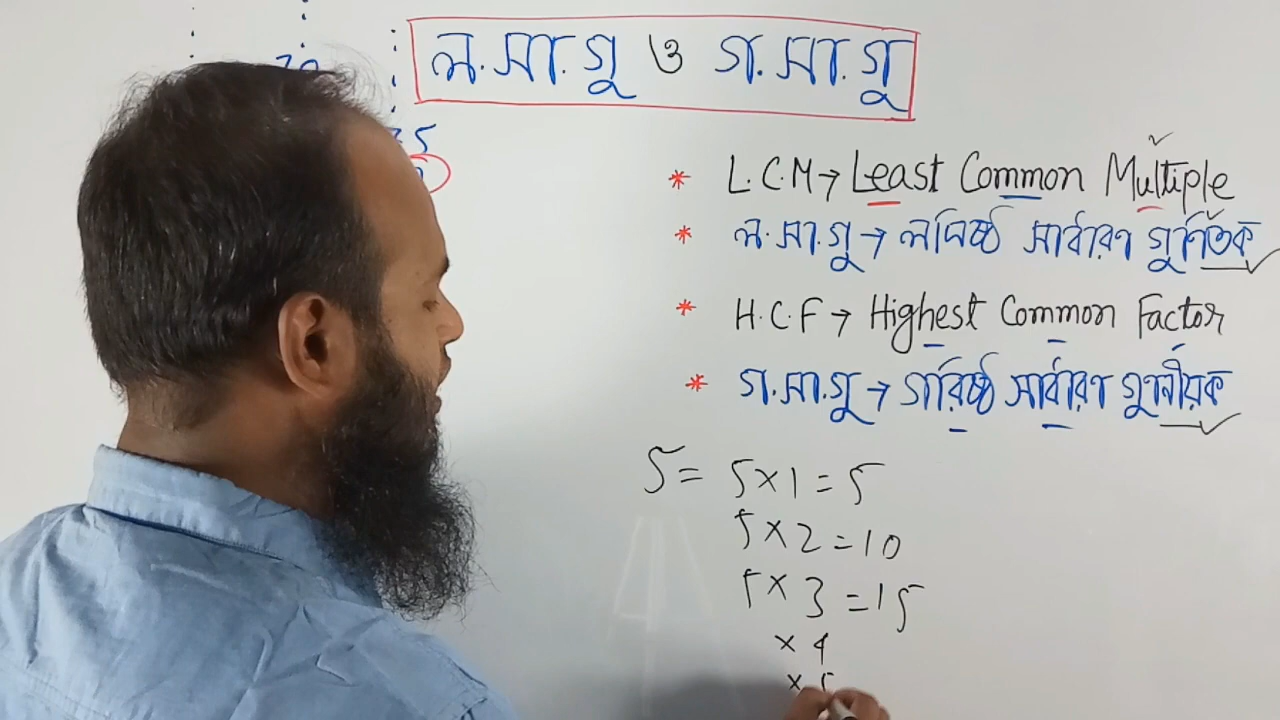 ল.সা.গু ও গ.সা.গু
* L.C.M→ Least Common Multiple
* ল.সা.গু → লঘিষ্ঠ সাধারণ গুণিতক
* H.C.F → Highest Common Factor
* গ.সা.গু → গরিষ্ঠ সাধারণ গুণনীয়ক
5 = 5×1=5
5×2=10
5×3=15
×4
×5